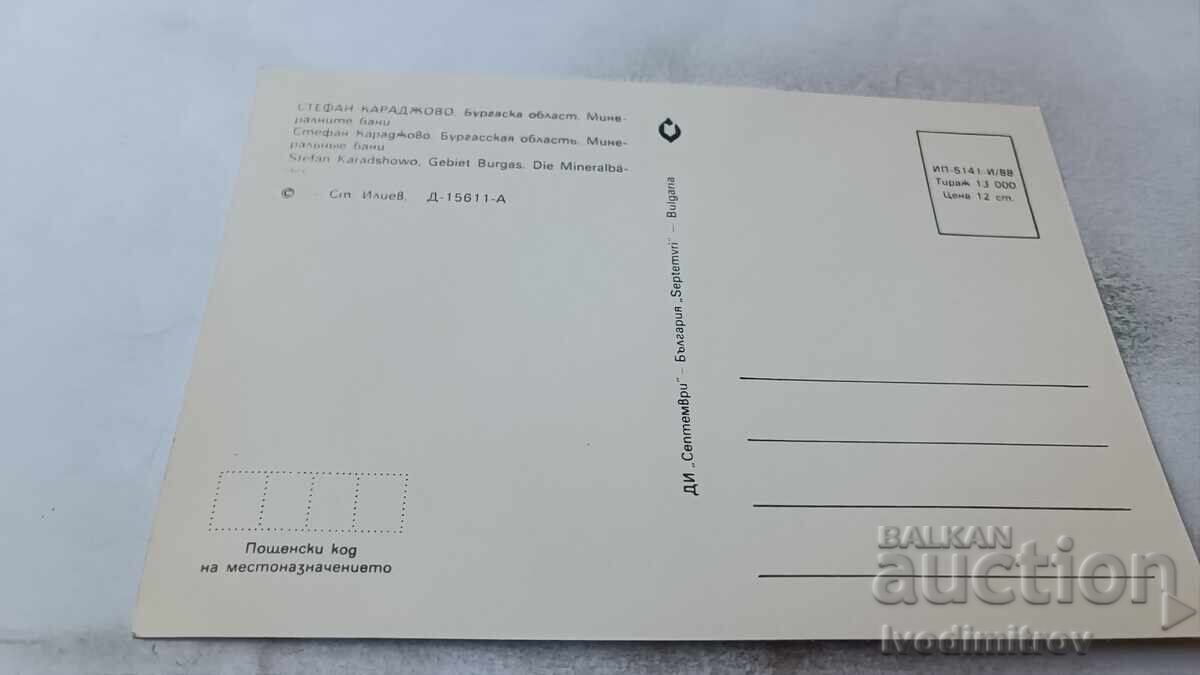 СТЕФАН КАРАДЖОВО. Бургаска област. Мине-
ралните бани
Стефан Караджово. Бургасская область. Мине-
ральные бани
Stefan Karadshowo, Gebiet Burgas. Die Mineralbä-
© Ст. Илиев, Д-15611-А
ДИ „Септември" – България „Septemvri" – Bulgaria
ИП-5141-И/88
Тираж 13 000
Цена 12 ст.
Пощенски код
на местоназначението
BALKAN
auction
Ivodimitrov